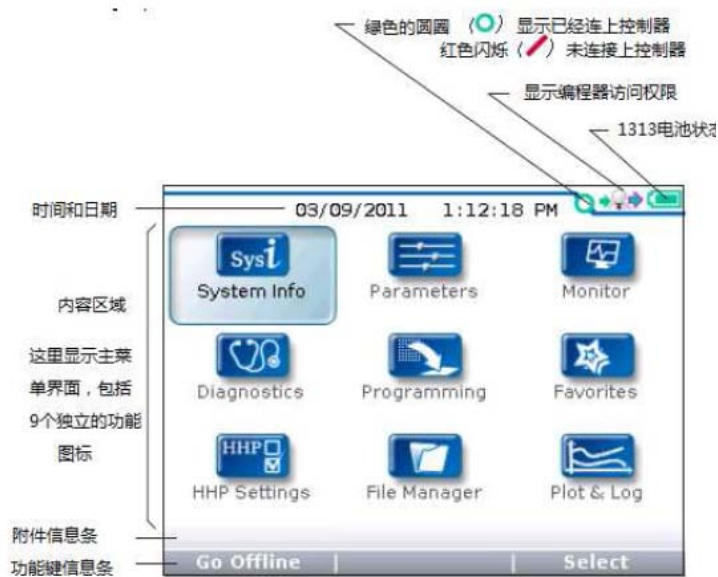 绿色的圆圈 （） 显示已经连上控制器
红色闪烁（） 未连接上控制器
显示编程器访问权限
1313电池状态
时间和日期
03/09/2011 1:12:18 PM
内容区域
这里显示主菜
单界面，包括
9个独立的功能
图标
Sysi
System Info
Parameters
Monitor
Diagnostics
Programming
Favorites
HHP
HHP Settings
File Manager
Plot & Log
附件信息条
功能键信息条
Go Offline
Select